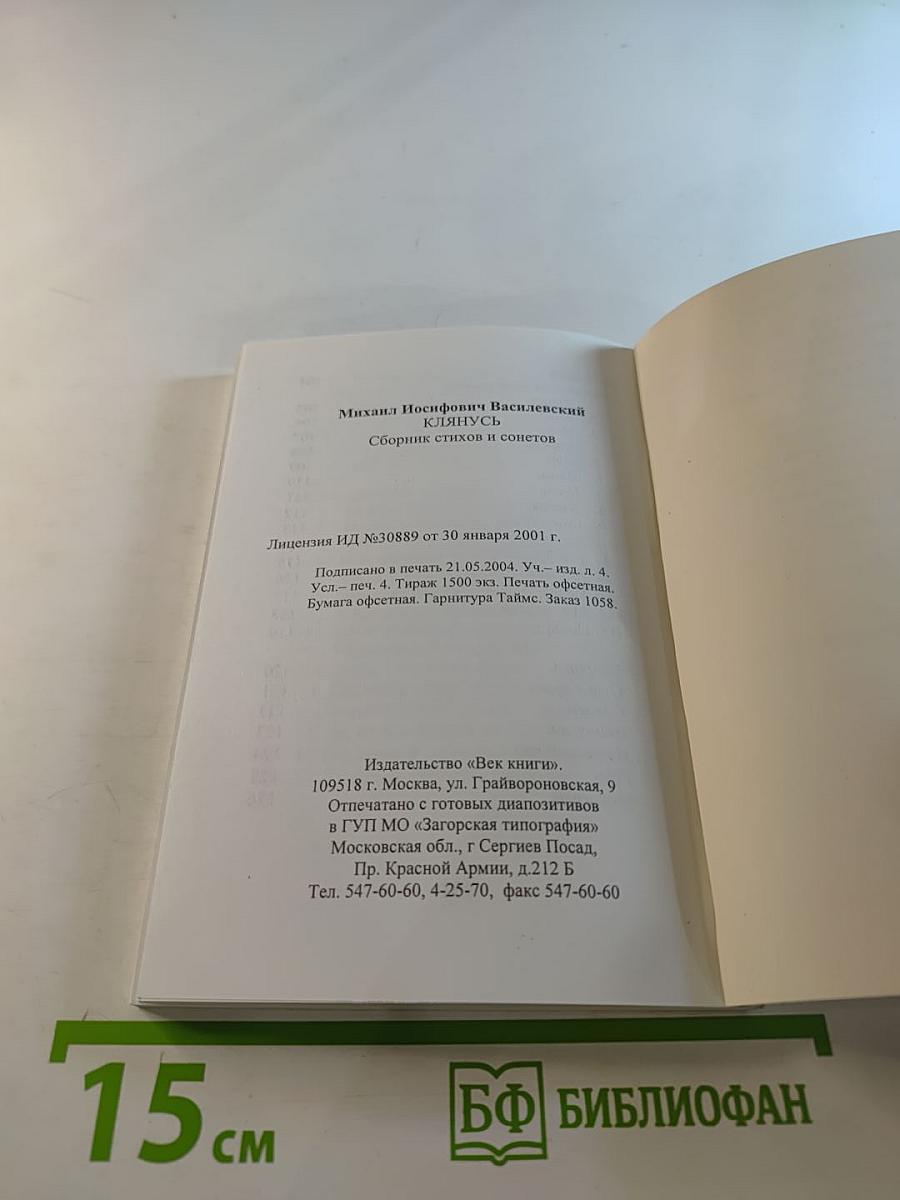 Михаил Иосифович Василевский
КЛЯНУСЬ
Сборник стихов и сонетов
Лицензия ИД №30889 от 30 января 2001 г.
Подписано в печать 21.05.2004. Уч.– изд. л. 4.
Усл.– печ. 4. Тираж 1500 экз. Печать офсетная.
Бумага офсетная. Гарнитура Таймс. Заказ 1058.
Издательство «Век книги».
109518 г. Москва, ул. Грайвороновская, 9
Отпечатано с готовых диапозитивов
в ГУП МО «Загорская типография»
Московская обл., г Сергиев Посад,
Пр. Красной Армии, д.212 Б
Тел. 547-60-60, 4-25-70, факс 547-60-60
15 см
БФ БИБЛИОФАН